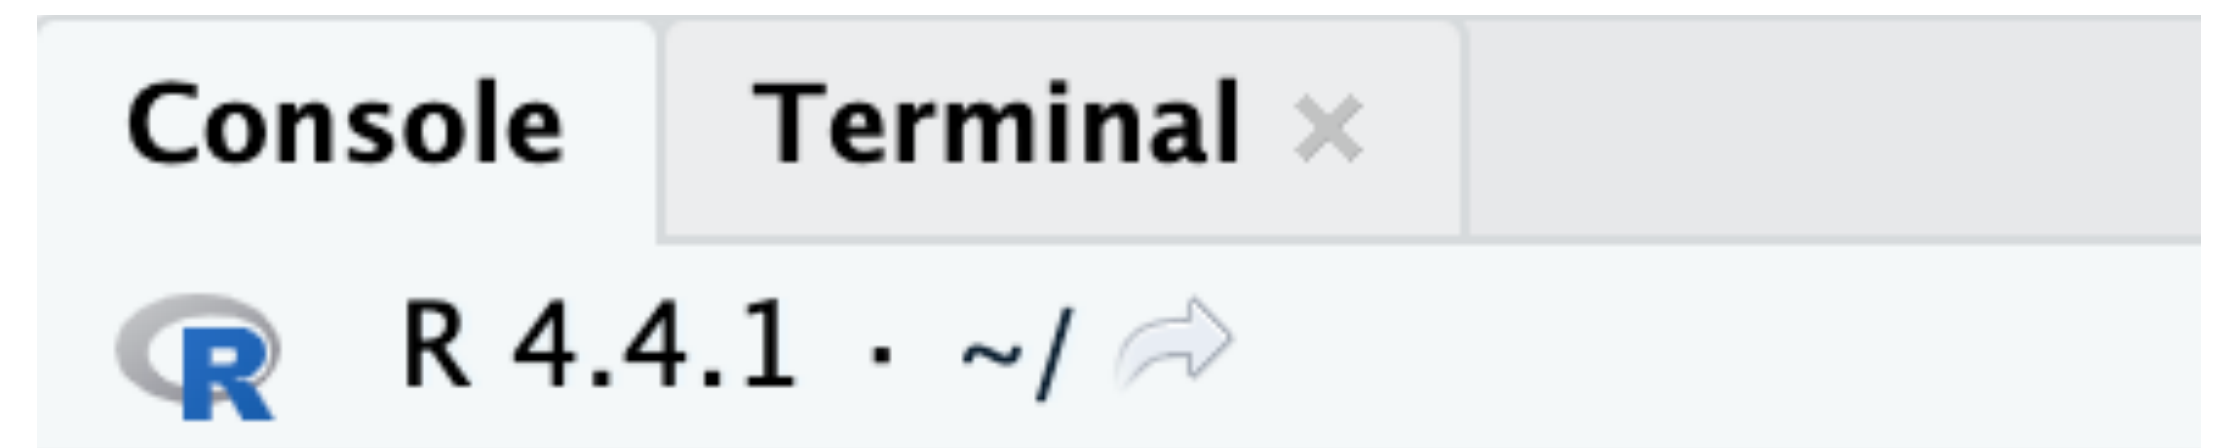 Console Terminal
R 4.4.1 · ~/